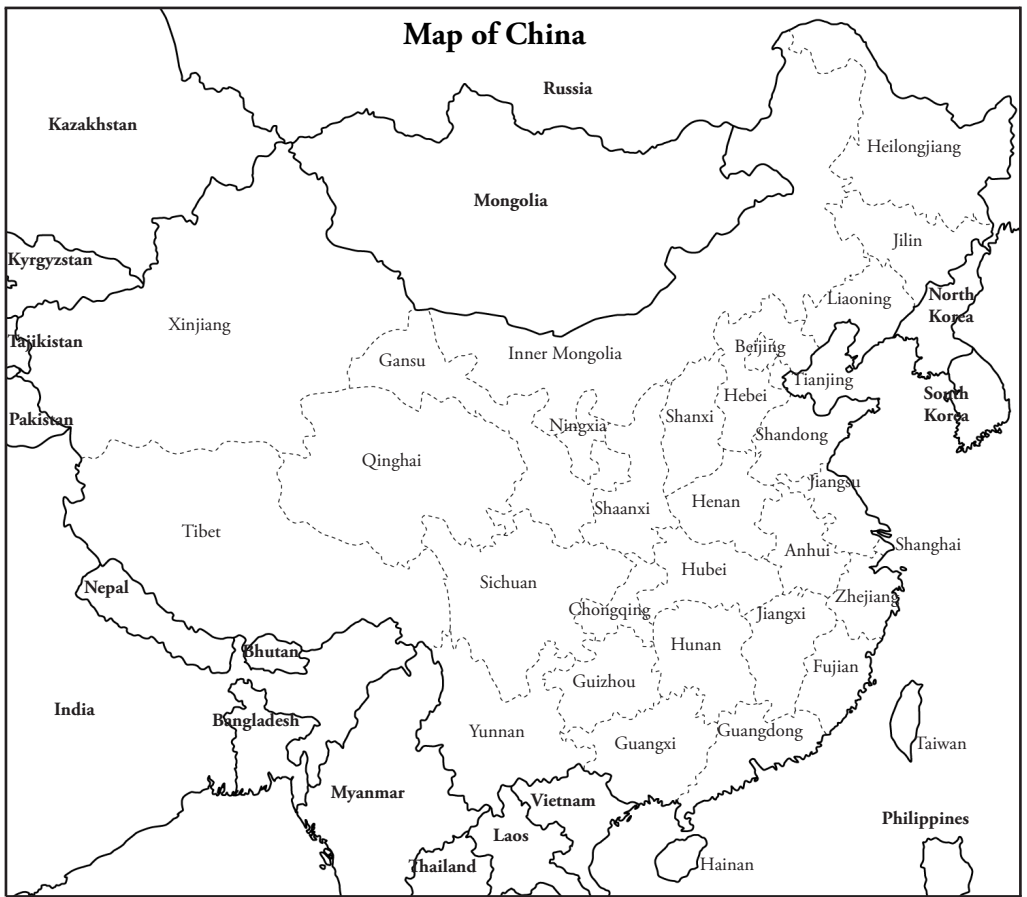 Map of China
Russia
Kazakhstan
Heilongjiang
Mongolia
Jilin
Kyrgyzstan
Liaoning
North
Korea
Xinjiang
Tajikistan
Beijing
Inner Mongolia
Gansu
Tianjing
Hebei
South
Korea
Pakistan
Shanxi
Ningxia
Shandong
Qinghai
Jiangsu
Henan
Shaanxi
Tibet
Shanghai
Anhui
Hubei
Sichuan
Nepal
Zhejiang
Chongqing
Jiangxi
Hunan
Bhutan
Fujian
Guizhou
India
Bangladesh
Yunnan
Guangdong
Guangxi
Taiwan
Myanmar
Vietnam
Philippines
Laos
Thailand
Hainan